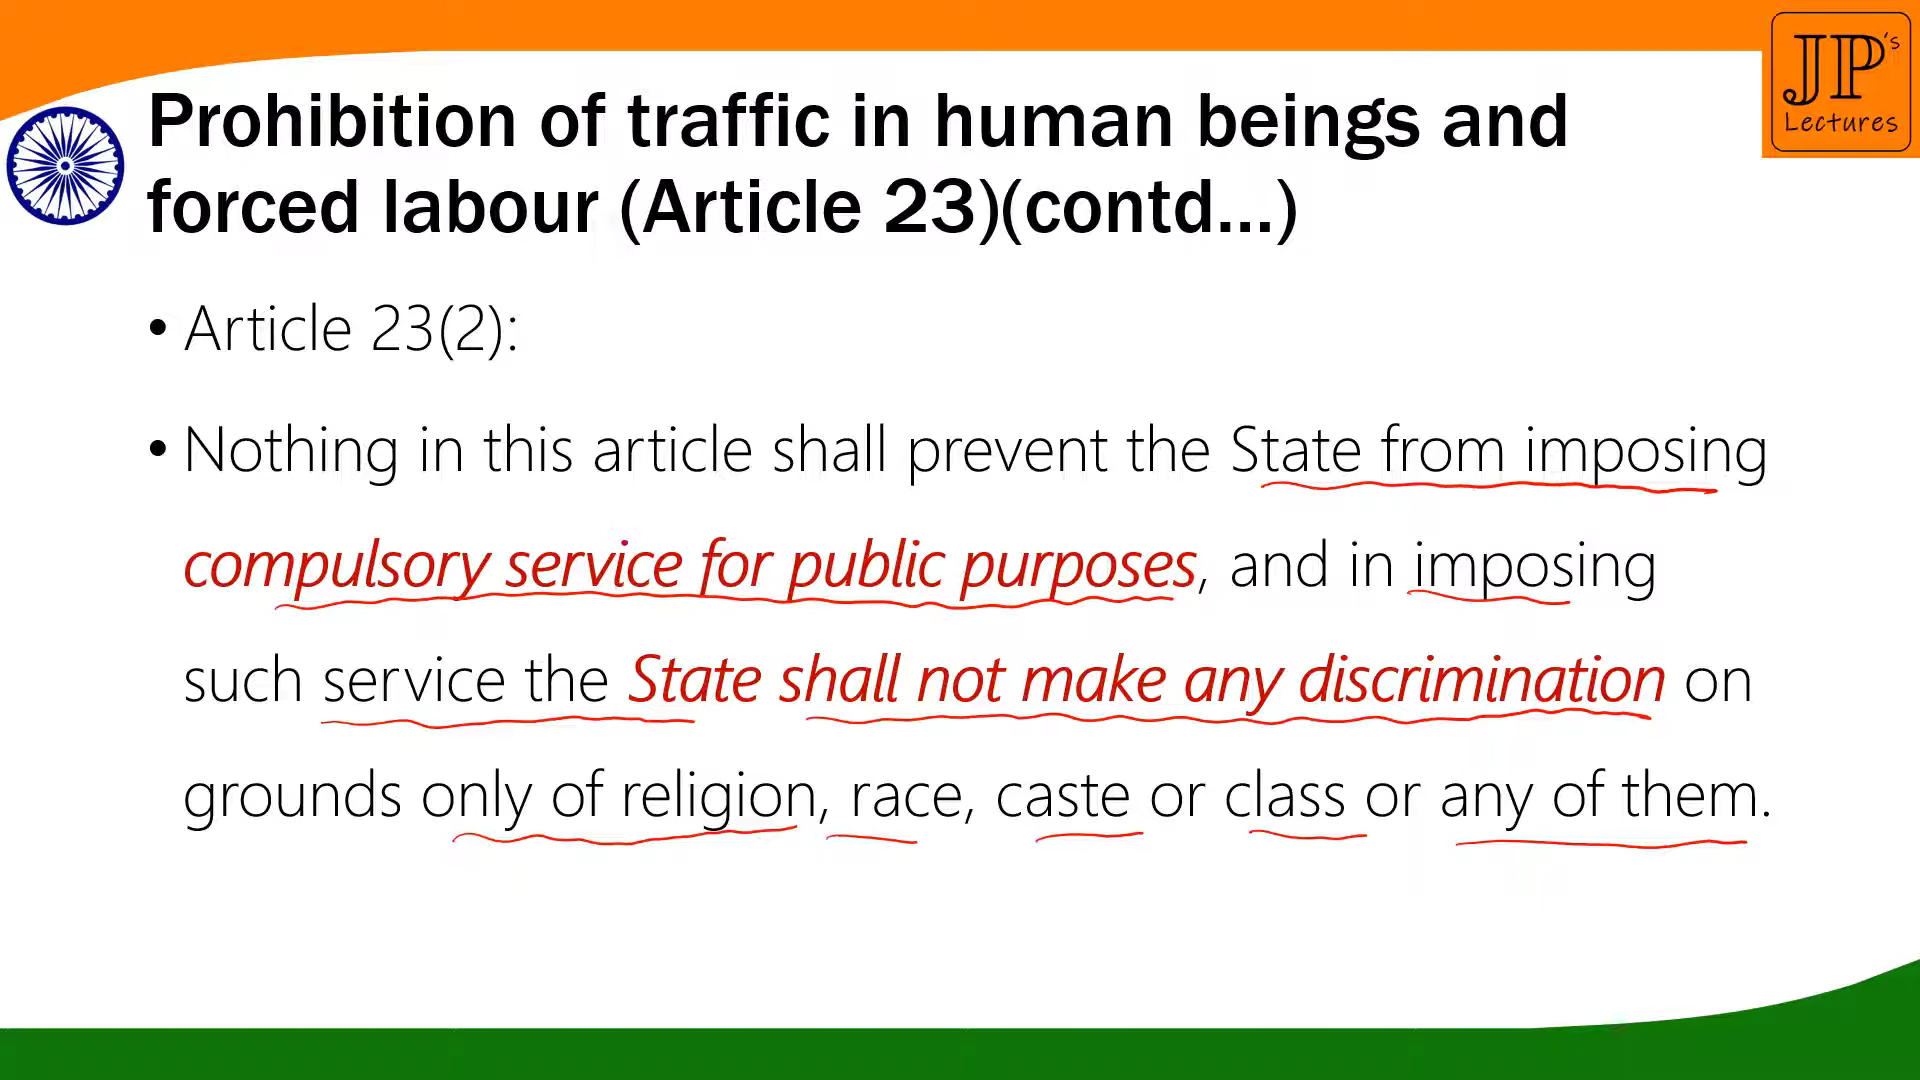 JP's
Lectures
Prohibition of traffic in human beings and
forced labour (Article 23)(contd...)
• Article 23(2):
• Nothing in this article shall prevent the State from imposing
compulsory service for public purposes, and in imposing
such service the State shall not make any discrimination on
grounds only of religion, race, caste or class or any of them.